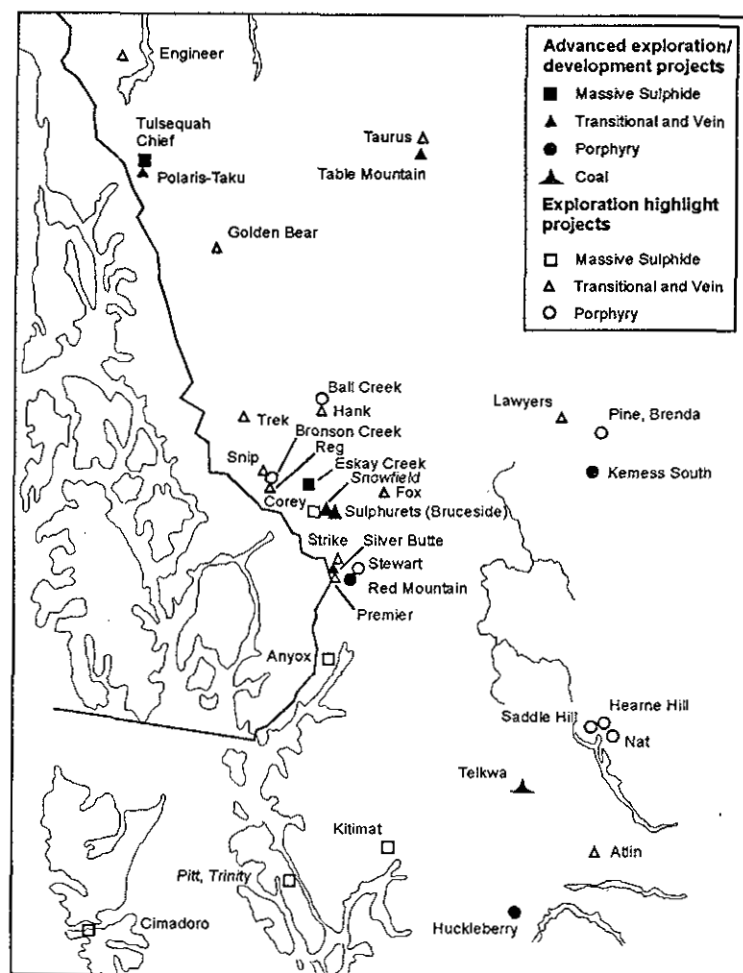 Engineer
Tulsequah
Chief
Polaris-Taku
Taurus
Table Mountain
Golden Bear
Advanced exploration/
development projects
Massive Sulphide
Transitional and Vein
Porphyry
Coal
Exploration highlight
projects
Massive Sulphide
Transitional and Vein
Porphyry
Ball Creek
Hank
Trek
Bronson Creek
Reg
Snip
Eskay Creek
Snowfield
Corey
Fox
Sulphurets (Bruceside)
Lawyers
Pine, Brenda
Kemess South
Strike
Silver Butte
Stewart
Red Mountain
Premier
Anyox
Hearne Hill
Saddle Hill
Nat
Telkwa
Kitimat
Atlin
Pitt, Trinity
Cimadoro
Huckleberry